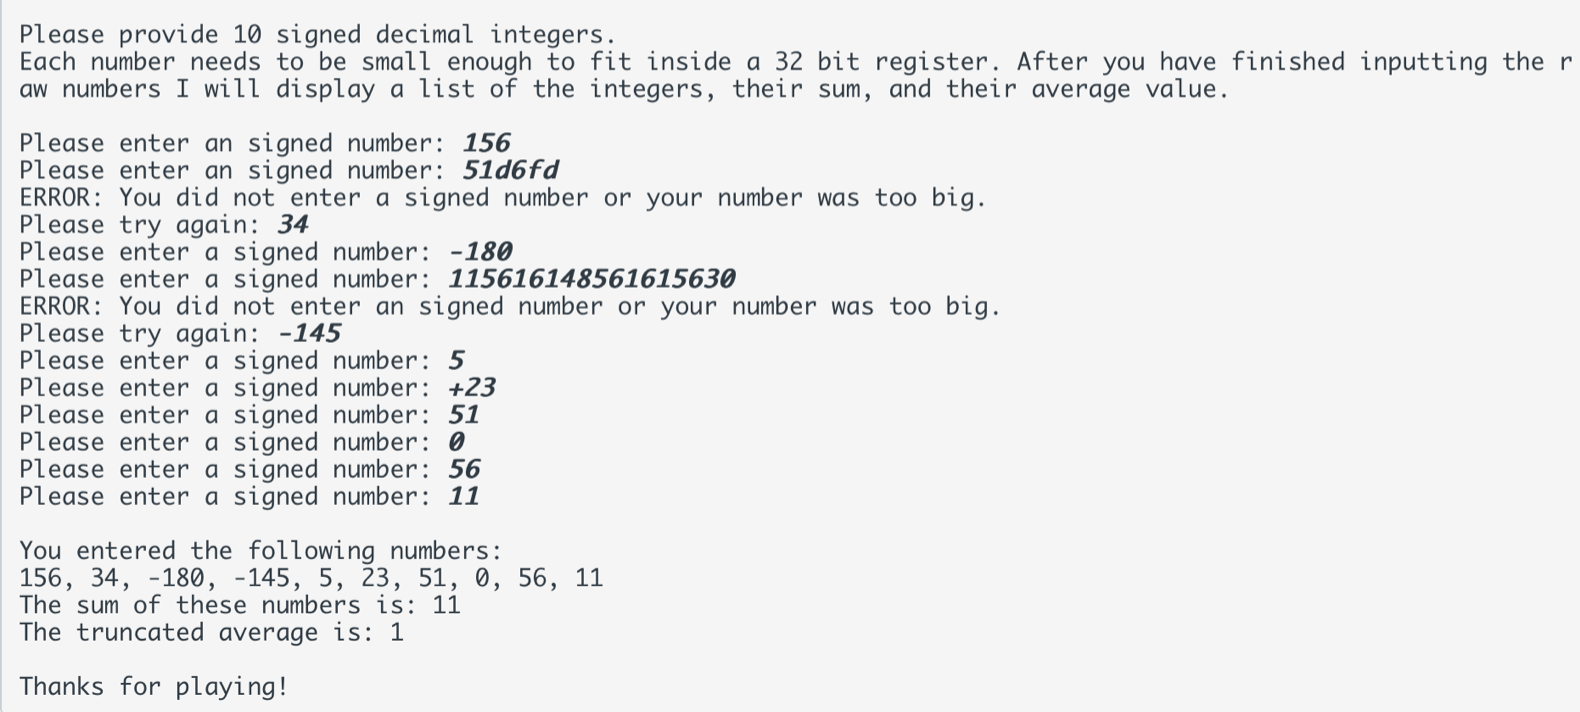 Please provide 10 signed decimal integers.
Each number needs to be small enough to fit inside a 32 bit register. After you have finished inputting the r
aw numbers I will display a list of the integers, their sum, and their average value.
Please enter an signed number: 156
Please enter an signed number: 51d6fd
ERROR: You did not enter a signed number or your number was too big.
Please try again: 34
Please enter a signed number: -180
Please enter a signed number: 115616148561615630
ERROR: You did not enter an signed number or your number was too big.
Please try again: -145
Please enter a signed number: 5
Please enter a signed number: +23
Please enter a signed number: 51
Please enter a signed number: 0
Please enter a signed number: 56
Please enter a signed number: 11
You entered the following numbers:
156, 34, -180, -145, 5, 23, 51, 0, 56, 11
The sum of these numbers is: 11
The truncated average is: 1
Thanks for playing!